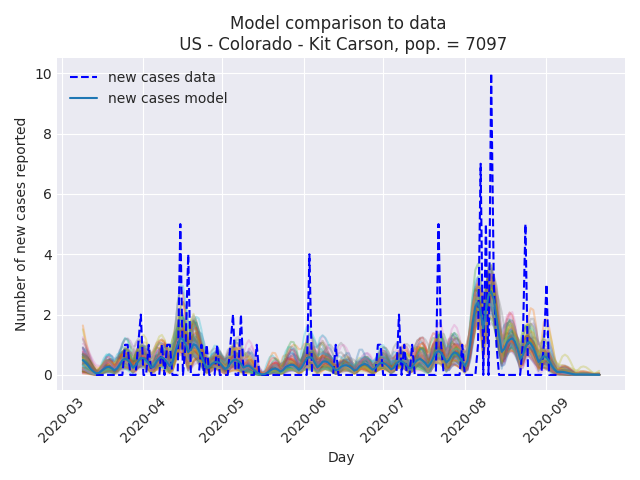 Model comparison to data
US - Colorado - Kit Carson, pop. = 7097
new cases data
new cases model
Number of new cases reported
10
8
6
4
2
0
2020-03
2020-04
2020-05
2020-06
2020-07
2020-08
2020-09
Day